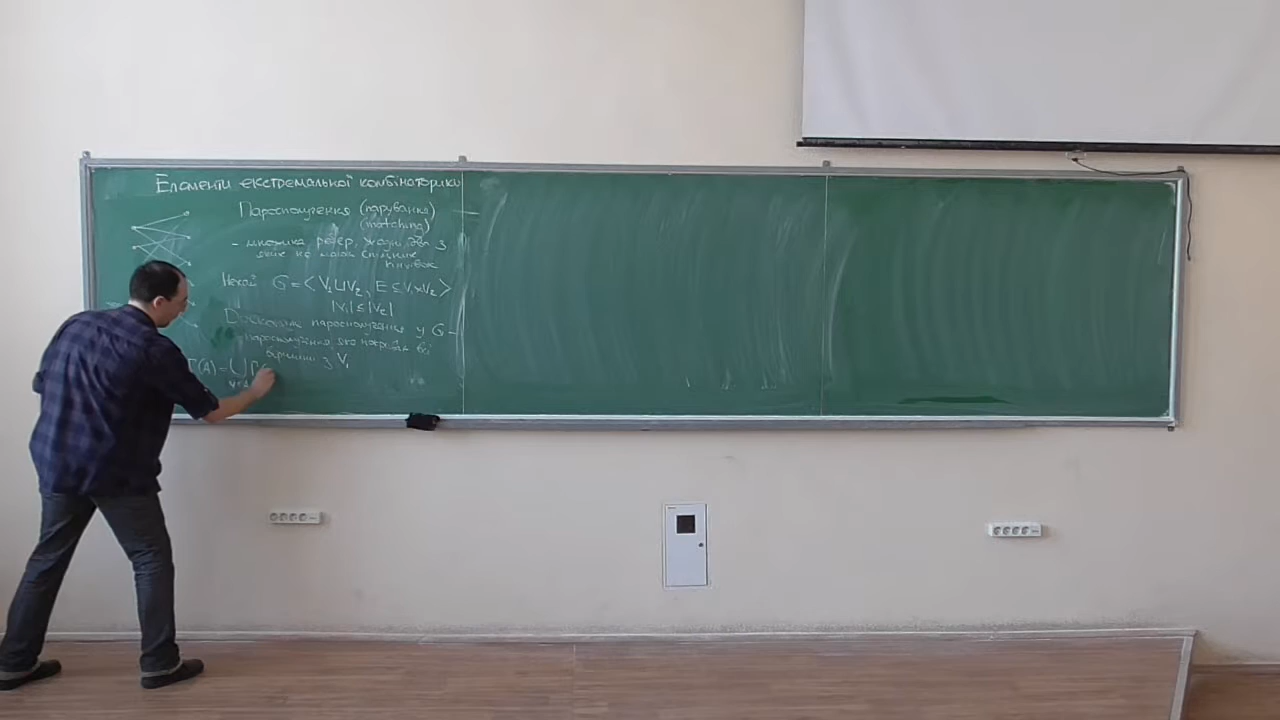 Елементи екстремальної комбінаторики
Паросполучення (парування) —
(matching)
- множина ребер, жодні два з
яких не мають спільних
кінцівок
Нехай G = < V₁ ⊔ V₂, E ⊆ V₁×V₂ >
|V₁| ≤ |V₂|
Досконале паросполучення у G –
паросполучення, яке покриває всі
вершини з V₁
Γ(A) = ⋃ Γ(